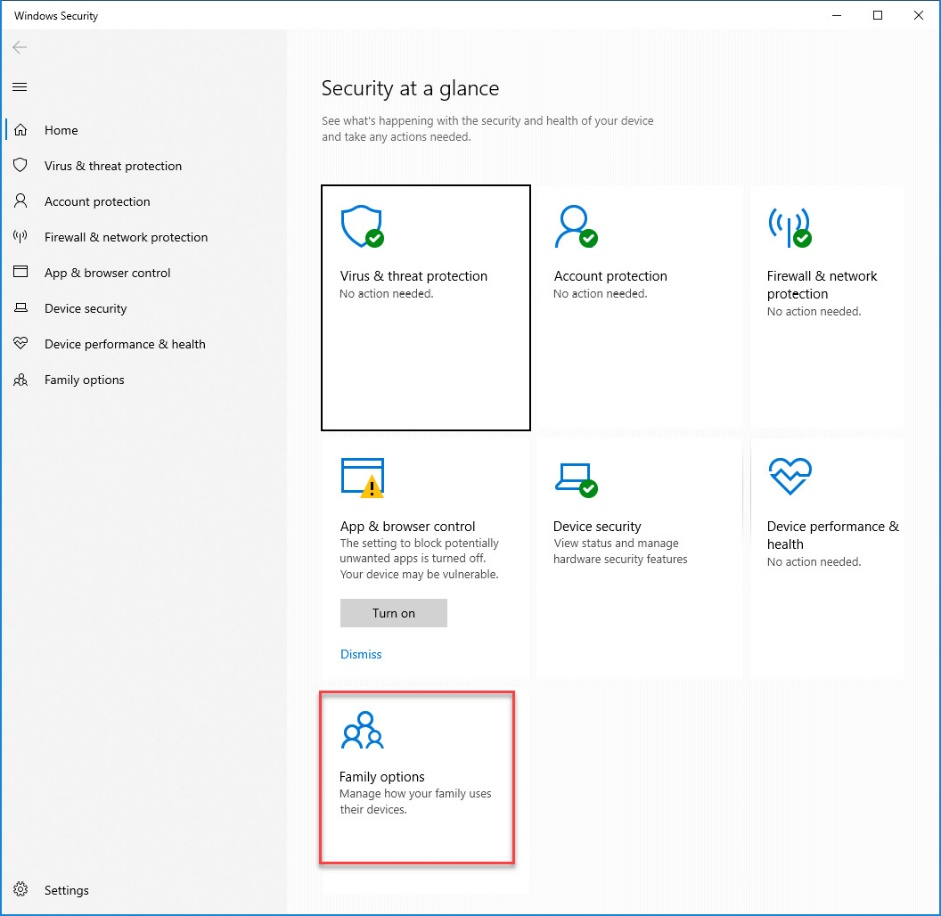 Windows Security
Home
Virus & threat protection
Account protection
Firewall & network protection
App & browser control
Device security
Device performance & health
Family options
Settings
Security at a glance
See what's happening with the security and health of your device
and take any actions needed.
Virus & threat protection
No action needed.
Account protection
No action needed.
Firewall & network
protection
No action needed.
App & browser control
The setting to block potentially
unwanted apps is turned off.
Your device may be vulnerable.
Turn on
Dismiss
Device security
View status and manage
hardware security features
Device performance &
health
No action needed.
Family options
Manage how your family uses
their devices.